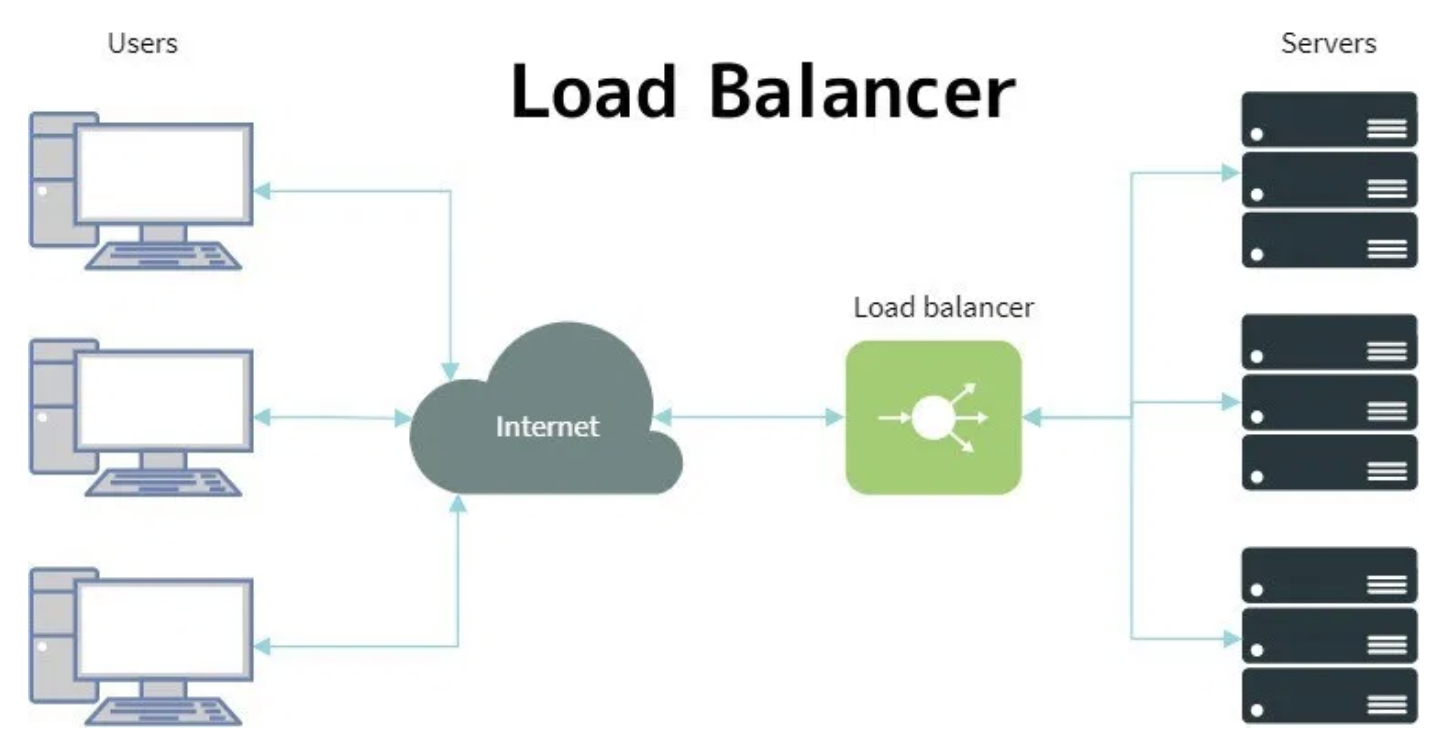 Users
Load Balancer
Servers
Load balancer
Internet